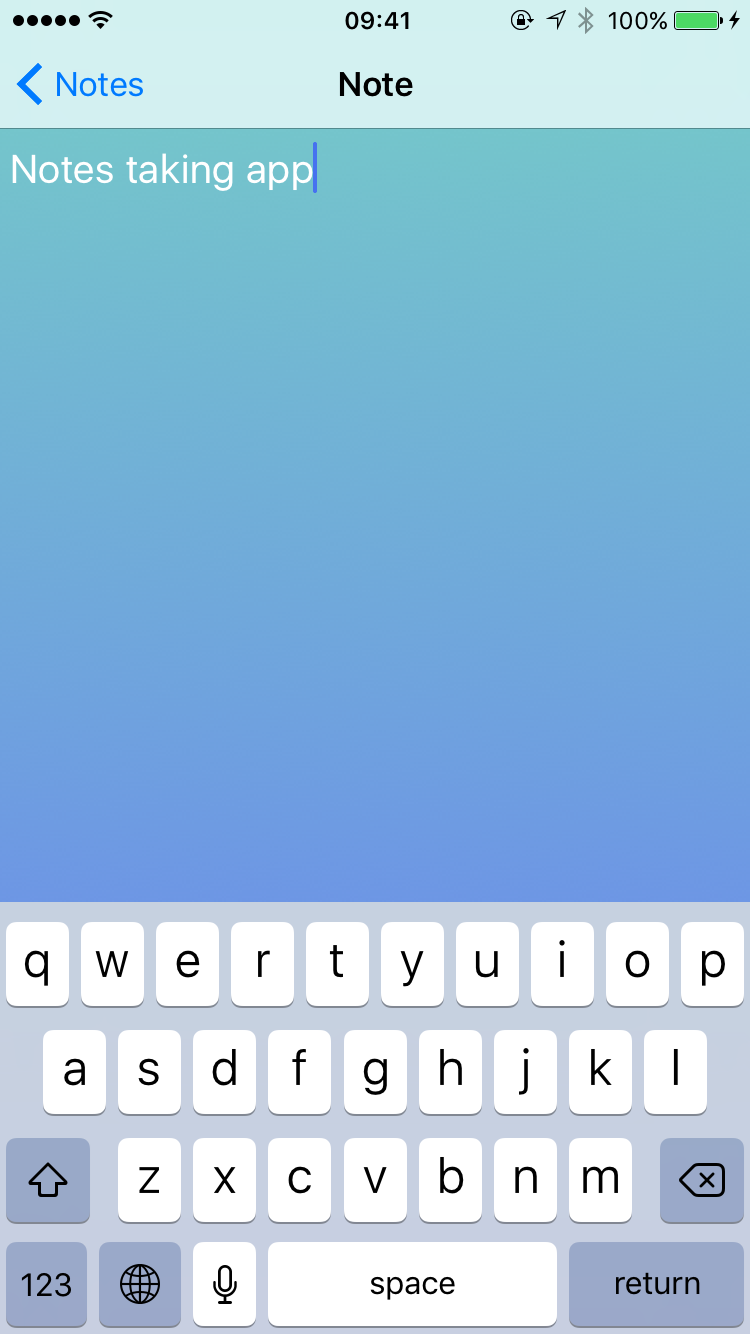 09:41
100%
Notes
Note
Notes taking app
q w e r t y u i o p
a s d f g h j k l
z x c v b n m
123
space
return